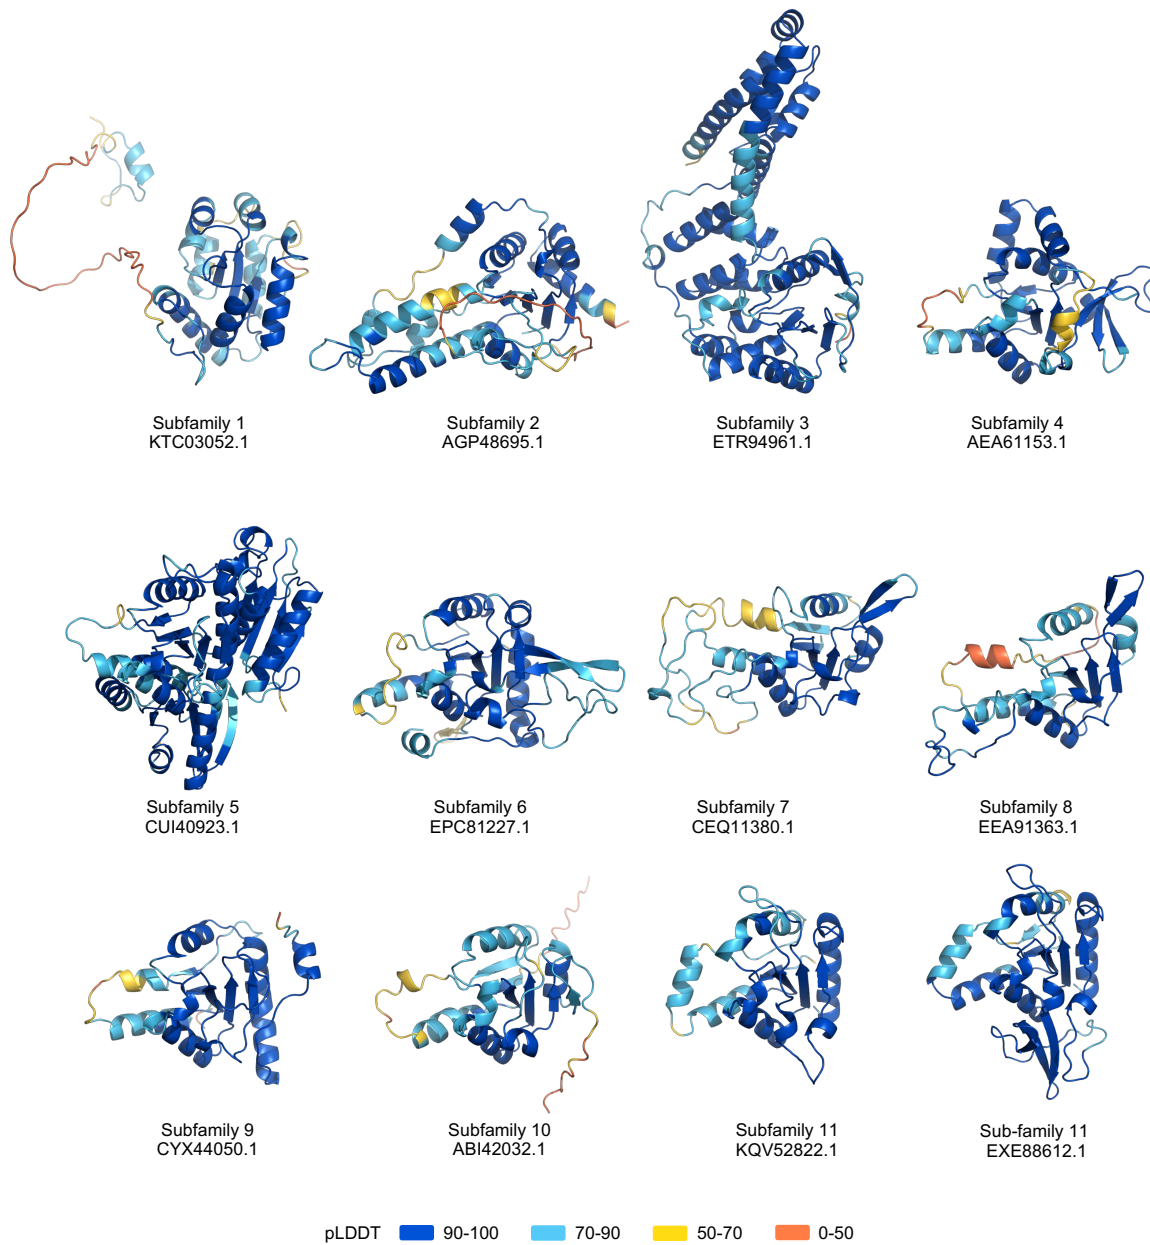 Subfamily 1
KTC03052.1
Subfamily 2
AGP48695.1
Subfamily 3
ETR94961.1
Subfamily 4
AEA61153.1
Subfamily 5
CUI40923.1
Subfamily 6
EPC81227.1
Subfamily 7
CEQ11380.1
Subfamily 8
EEA91363.1
Subfamily 9
CYX44050.1
Subfamily 10
ABI42032.1
Subfamily 11
KQV52822.1
Sub-family 11
EXE88612.1
pLDDT 90-100 70-90 50-70 0-50